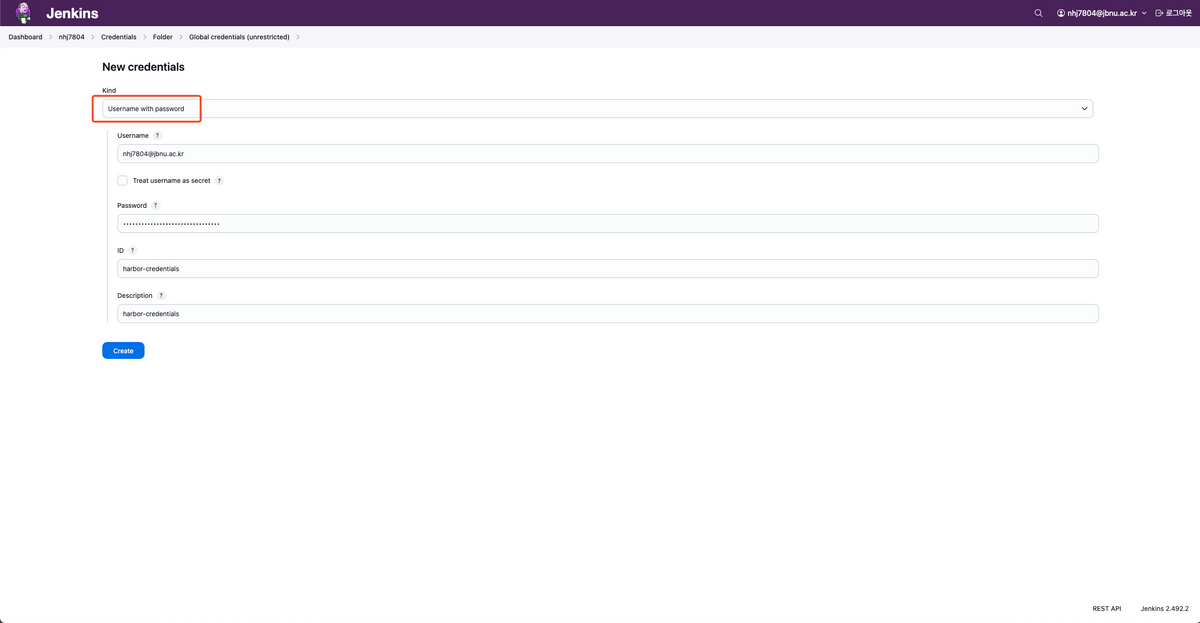 Jenkins
nhj7804@jbnu.ac.kr 로그아웃
Dashboard > nhj7804 > Credentials > Folder > Global credentials (unrestricted) >
New credentials
Kind
Username with password
Username ?
nhj7804@jbnu.ac.kr
Treat username as secret ?
Password ?
••••••••••••••••••••••••••••••••
ID ?
harbor-credentials
Description ?
harbor-credentials
Create
REST API Jenkins 2.492.2